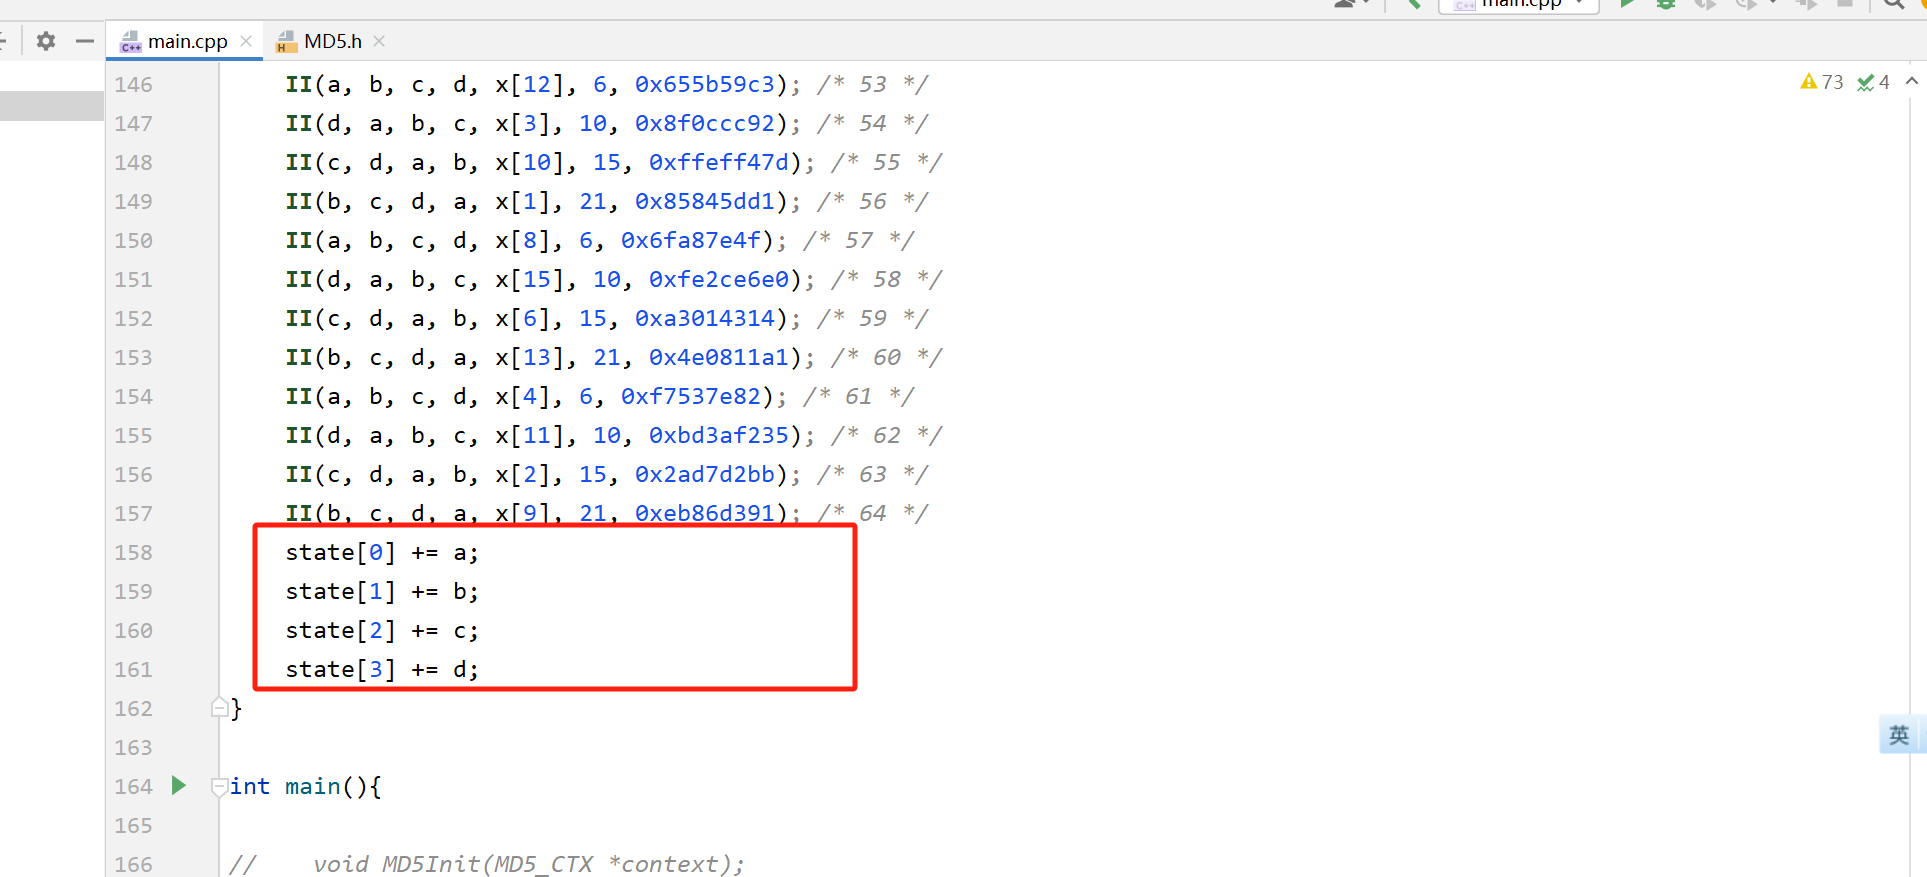 main.cpp
main.cpp MD5.h
146 II(a, b, c, d, x[12], 6, 0x655b59c3); /* 53 */
73 4
147 II(d, a, b, c, x[3], 10, 0x8f0ccc92); /* 54 */
148 II(c, d, a, b, x[10], 15, 0xffeff47d); /* 55 */
149 II(b, c, d, a, x[1], 21, 0x85845dd1); /* 56 */
150 II(a, b, c, d, x[8], 6, 0x6fa87e4f); /* 57 */
151 II(d, a, b, c, x[15], 10, 0xfe2ce6e0); /* 58 */
152 II(c, d, a, b, x[6], 15, 0xa3014314); /* 59 */
153 II(b, c, d, a, x[13], 21, 0x4e0811a1); /* 60 */
154 II(a, b, c, d, x[4], 6, 0xf7537e82); /* 61 */
155 II(d, a, b, c, x[11], 10, 0xbd3af235); /* 62 */
156 II(c, d, a, b, x[2], 15, 0x2ad7d2bb); /* 63 */
157 II(b, c, d, a, x[9], 21, 0xeb86d391); /* 64 */
158 state[0] += a;
159 state[1] += b;
160 state[2] += c;
161 state[3] += d;
162 }
163
英
164 int main(){
165
166 // void MD5Init(MD5_CTX *context);